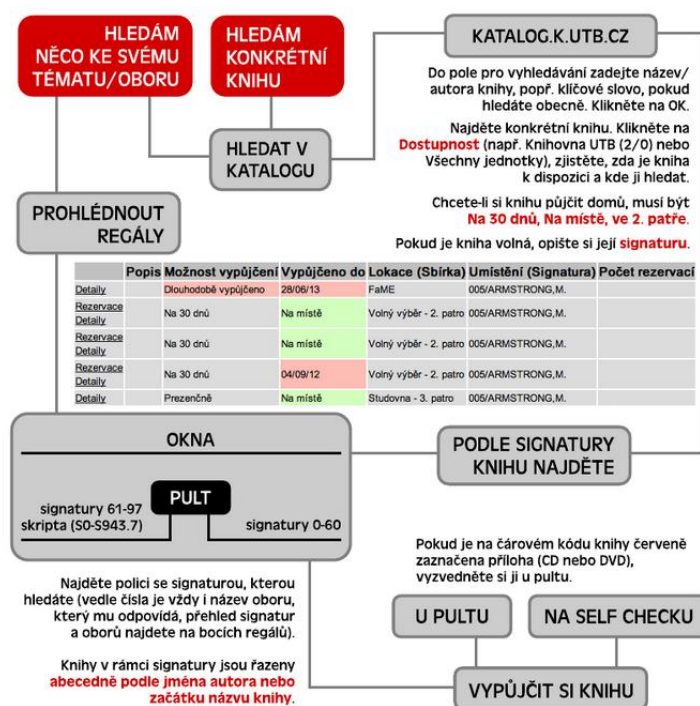 HLEDÁM
NĚCO KE SVÉMU
TÉMATU/OBORU
HLEDÁM
KONKRÉTNÍ
KNIHU
KATALOG.K.UTB.CZ
Do pole pro vyhledávání zadejte název/
autora knihy, popř. klíčové slovo, pokud
hledáte obecně. Klikněte na OK.
HLEDAT V
KATALOGU
Najděte konkrétní knihu. Klikněte na
Dostupnost (např. Knihovna UTB (2/0) nebo
Všechny jednotky), zjistěte, zda je kniha
k dispozici a kde ji hledat.
PROHLÉDNOUT
REGÁLY
Chcete-li si knihu půjčit domů, musí být
Na 30 dnů, Na místě, ve 2. patře.
Pokud je kniha volná, opište si její signaturu.
Popis Možnost vypůjčení Vypůjčeno do Lokace (Sbírka) Umístění (Signatura) Počet rezervací
Detaily Dlouhodobě vypůjčeno 28/06/13 FaME 005/ARMSTRONG,M.
Rezervace
Detaily Na 30 dnů Na místě Volný výběr - 2. patro 005/ARMSTRONG,M.
Rezervace
Detaily Na 30 dnů Na místě Volný výběr - 2. patro 005/ARMSTRONG,M.
Rezervace
Detaily Na 30 dnů 04/09/12 Volný výběr - 2. patro 005/ARMSTRONG,M.
Detaily Prezenčně Na místě Studovna - 3. patro 005/ARMSTRONG,M.
OKNA
PULT
signatury 61-97
skripta (S0-S943.7)
signatury 0-60
PODLE SIGNATURY
KNIHU NAJDĚTE
Najděte polici se signaturou, kterou
hledáte (vedle čísla je vždy i název oboru,
který mu odpovídá, přehled signatur
a oborů najdete na bocích regálů).
Knihy v rámci signatury jsou řazeny
abecedně podle jména autora nebo
začátku názvu knihy.
Pokud je na čárovém kódu knihy červeně
zaznačena příloha (CD nebo DVD),
vyzvedněte si ji u pultu.
U PULTU
NA SELF CHECKU
VYPŮJČIT SI KNIHU